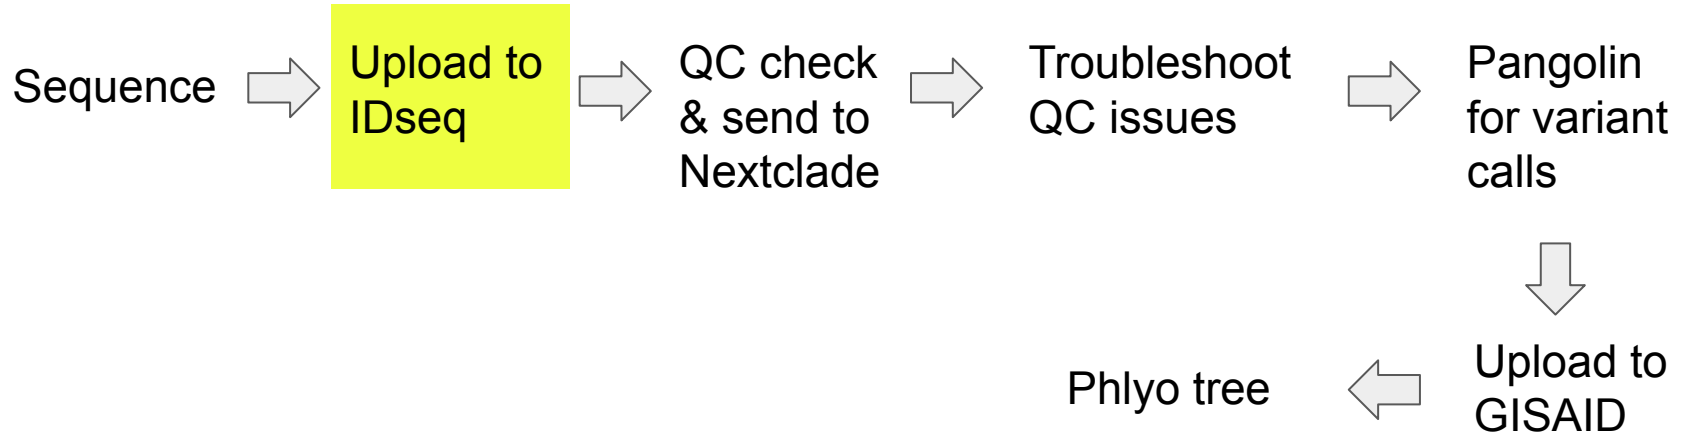 Sequence
Upload to
IDseq
QC check
& send to
Nextclade
Troubleshoot
QC issues
Pangolin
for variant
calls
Upload to
GISAID
Phlyo tree